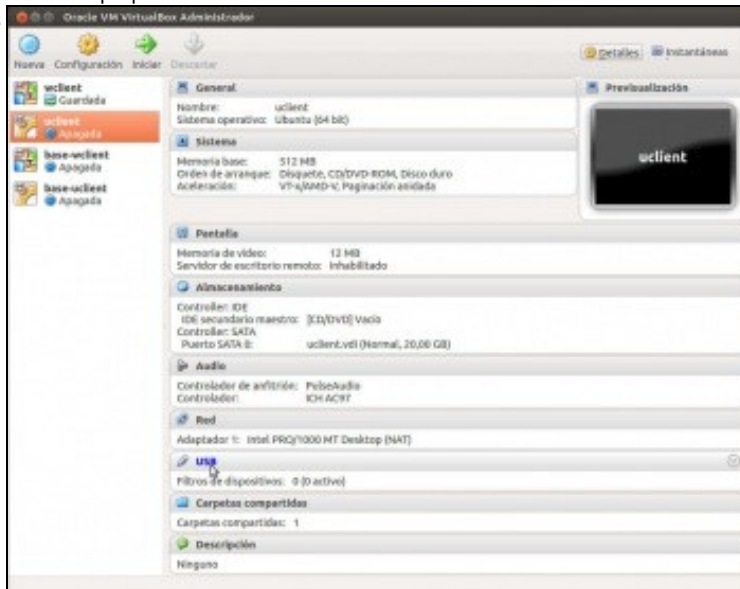 Oracle VM VirtualBox Administrador
Nueva Configuración Iniciar Descartar
Detalles Instantáneas
wclient
Guardada
uclient
Apagada
base-wclient
Apagada
base-uclient
Apagada
General
Nombre: uclient
Sistema operativo: Ubuntu (64 bit)
Sistema
Memoria base: 512 MB
Orden de arranque: Disquete, CD/DVD-ROM, Disco duro
Aceleración: VT-x/AMD-V, Paginación anidada
Previsualización
uclient
Pantalla
Memoria de vídeo: 12 MB
Servidor de escritorio remoto: Inhabilitado
Almacenamiento
Controller: IDE
IDE secundario maestro: [CD/DVD] Vacío
Controller: SATA
Puerto SATA 0: uclient.vdi (Normal, 20,00 GB)
Audio
Controlador de anfitrión: PulseAudio
Controlador: ICH AC97
Red
Adaptador 1: Intel PRO/1000 MT Desktop (NAT)
USB
Filtros de dispositivos: 0 (0 activo)
Carpetas compartidas
Carpetas compartidas: 1
Descripción
Ninguno